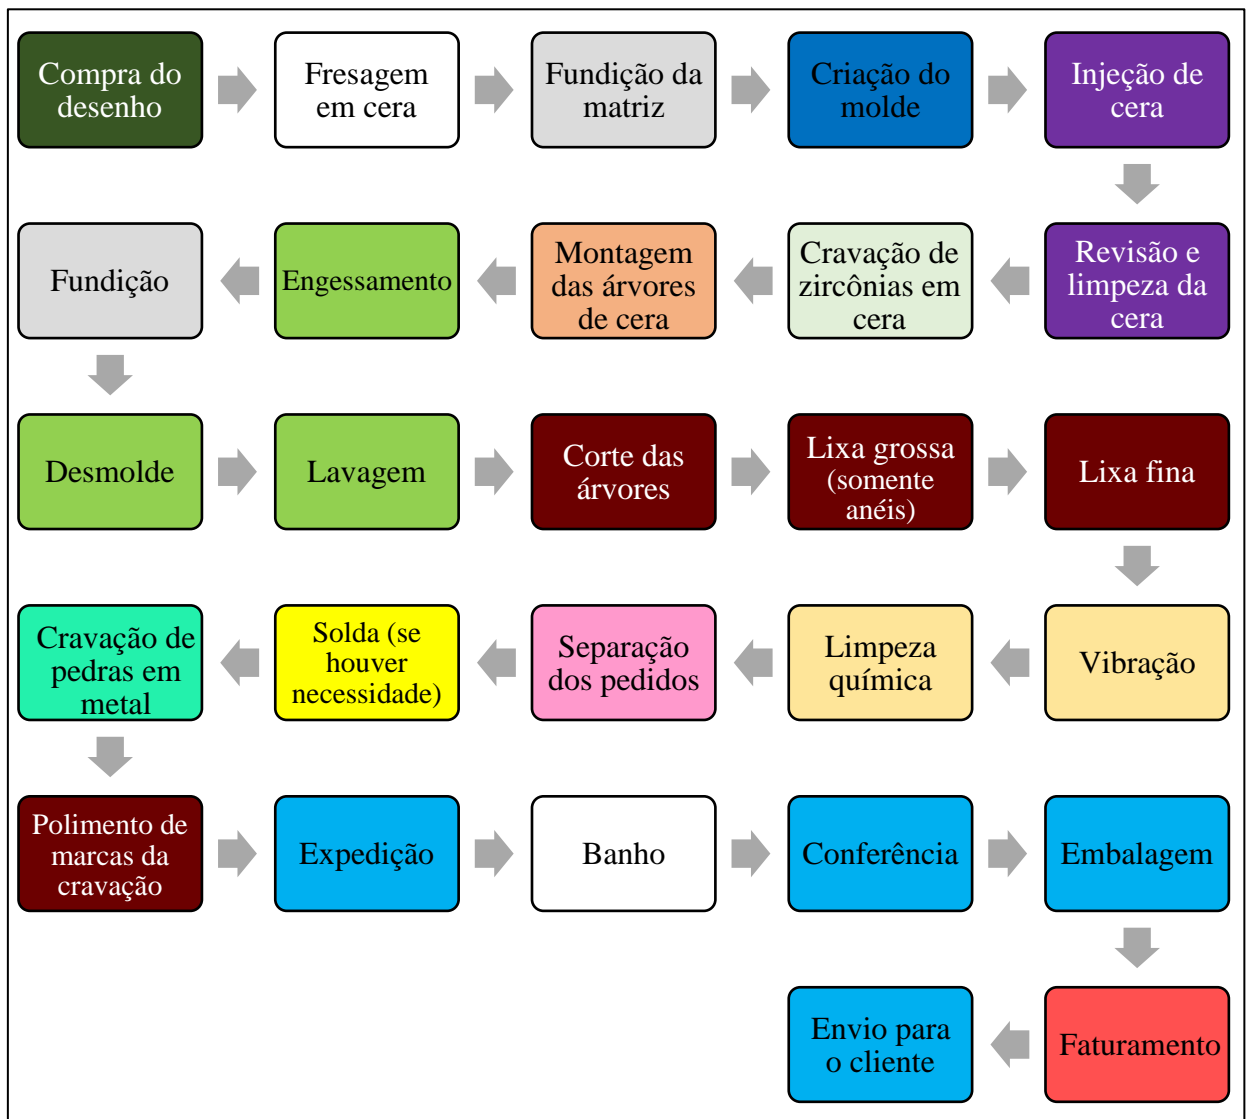 Compra do
desenho
Fresagem
em cera
Fundição da
matriz
Criação do
molde
Injeção de
cera
Revisão e
limpeza da
cera
Cravação de
zircônias em
cera
Montagem
das árvores
de cera
Engessamento
Fundição
Desmolde
Lavagem
Corte das
árvores
Lixa grossa
(somente
anéis)
Lixa fina
Vibração
Limpeza
química
Separação
dos pedidos
Solda (se
houver
necessidade)
Cravação de
pedras em
metal
Polimento de
marcas da
cravação
Expedição
Banho
Conferência
Embalagem
Faturamento
Envio para
o cliente